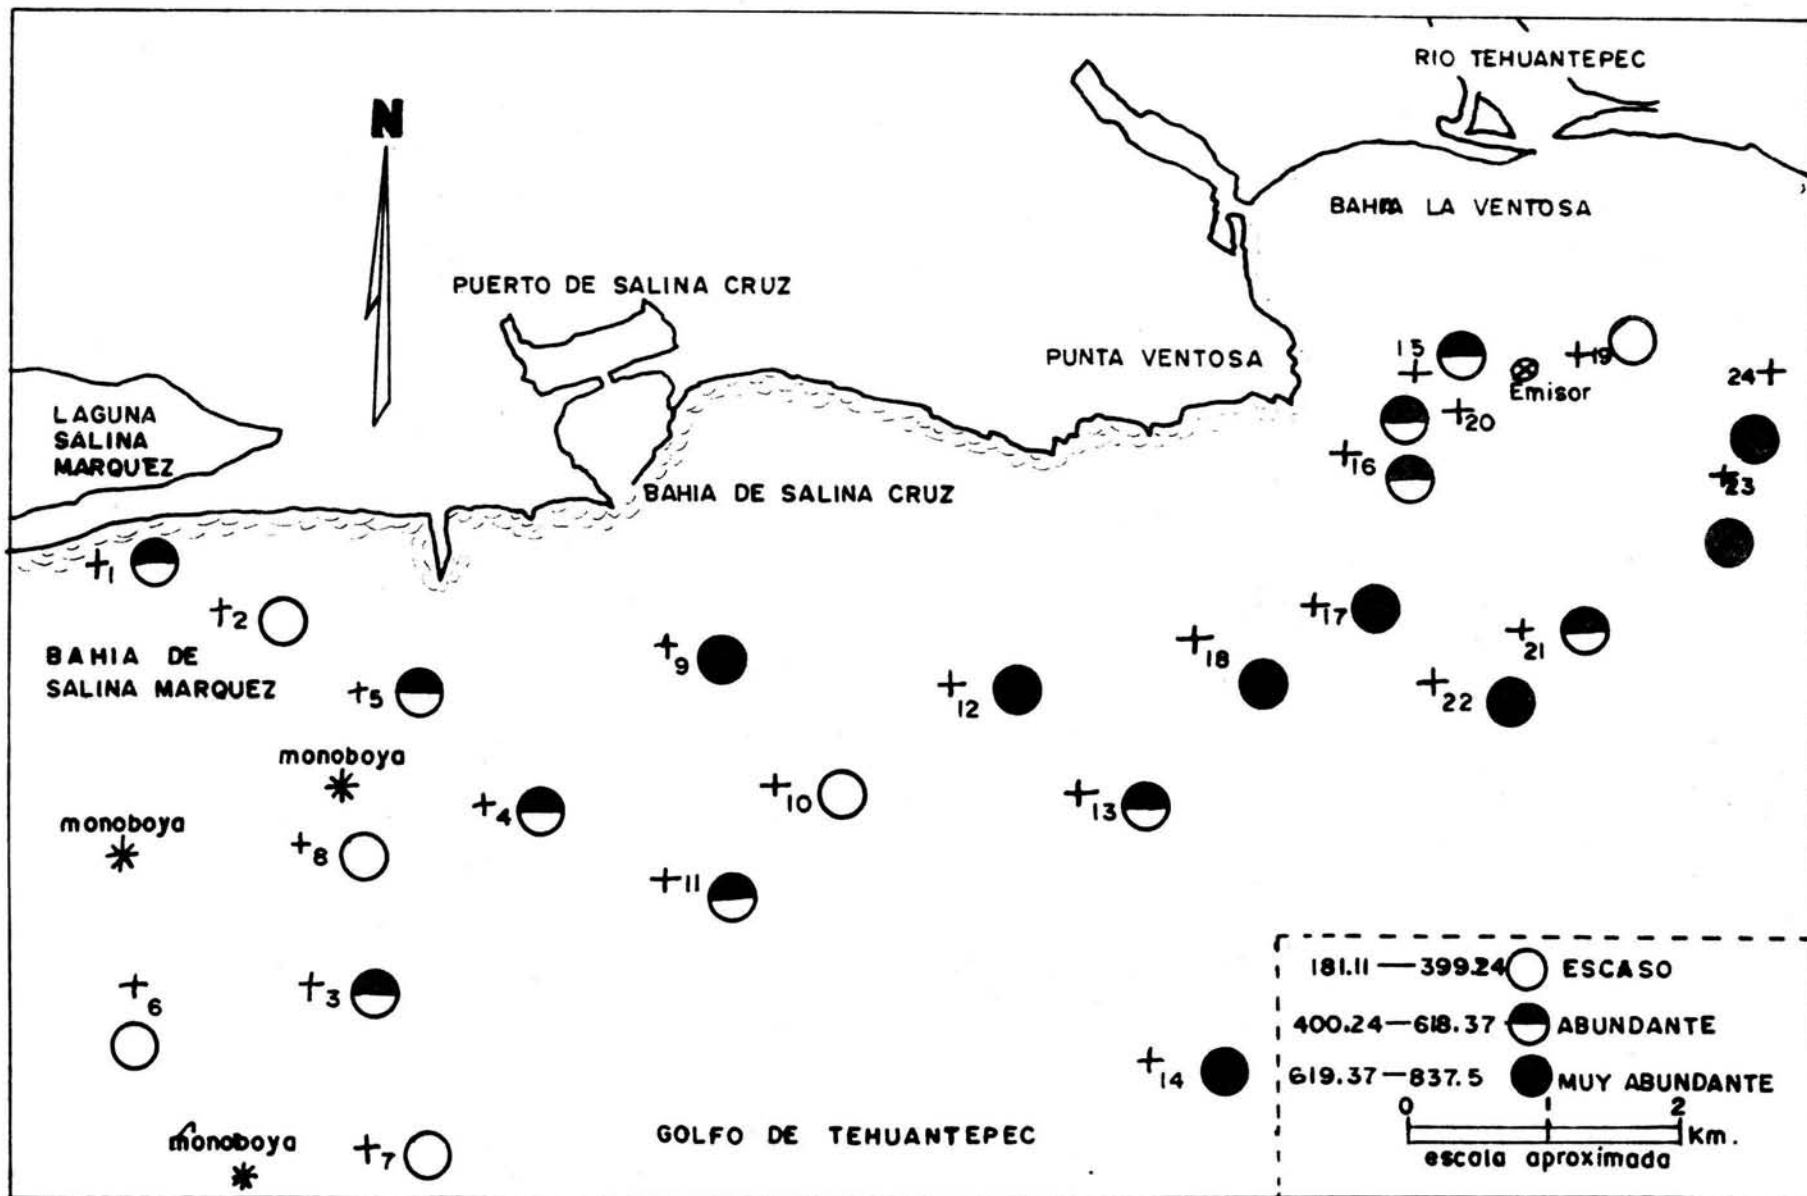 RIO TEHUANTEPEC
N
BAHIA LA VENTOSA
PUERTO DE SALINA CRUZ
PUNTA VENTOSA
15
19
24
Emisor
LAGUNA
SALINA
MARQUEZ
20
16
23
BAHIA DE SALINA CRUZ
1
2
17
BAHIA DE
SALINA MARQUEZ
9
18
21
5
12
22
monoboya
4
10
13
monoboya
8
11
6
3
181.11 — 399.24 ESCASO
400.24 — 618.37 ABUNDANTE
619.37 — 837.5 MUY ABUNDANTE
14
0 1 2
Km.
escala aproximada
GOLFO DE TEHUANTEPEC
monoboya
7